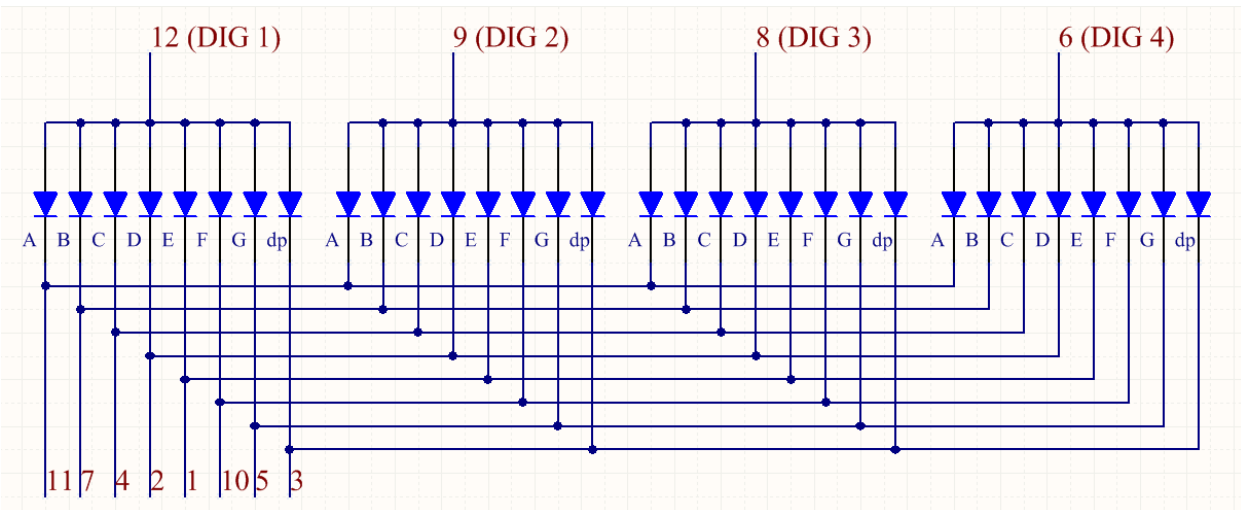 12 (DIG 1) 9 (DIG 2) 8 (DIG 3) 6 (DIG 4)
A B C D E F G dp A B C D E F G dp A B C D E F G dp A B C D E F G dp
11 7 4 2 1 10 5 3